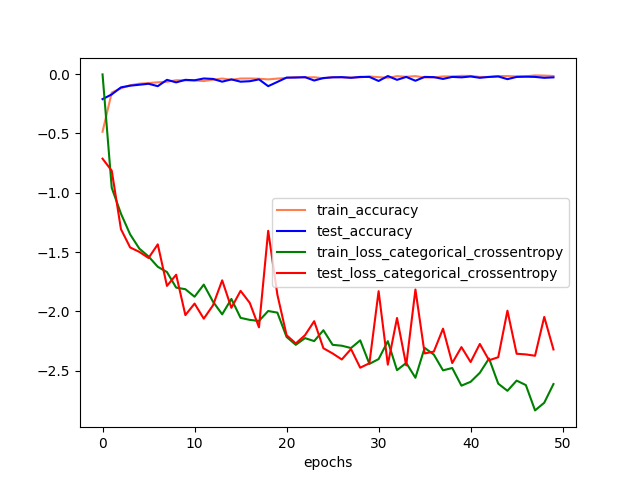 0.0
−0.5
−1.0
−1.5
−2.0
−2.5
train_accuracy
test_accuracy
train_loss_categorical_crossentropy
test_loss_categorical_crossentropy
0 10 20 30 40 50
epochs